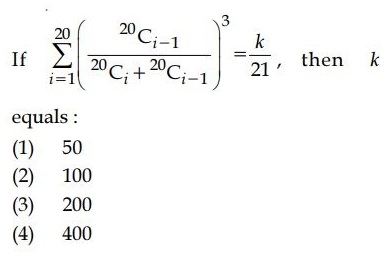 If $\sum_{i=1}^{20} \left( \frac{{}^{20}C_{i-1}}{{}^{20}C_i + {}^{20}C_{i-1}} \right)^3 = \frac{k}{21}$, then k
equals :
(1) 50
(2) 100
(3) 200
(4) 400